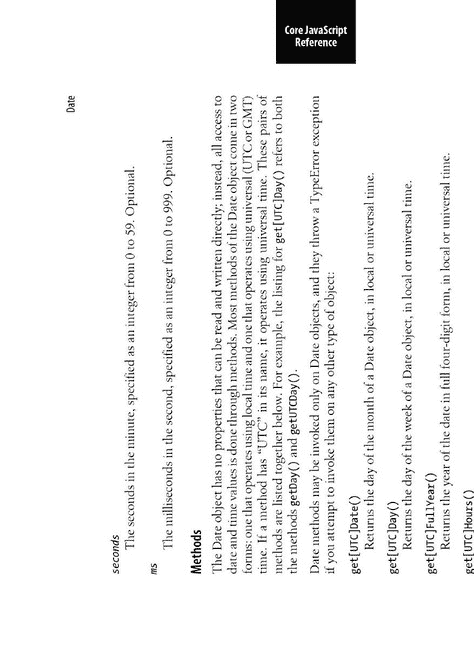 Core JavaScript
Reference
Date
seconds
The seconds in the minute, specified as an integer from 0 to 59. Optional.
ms
The milliseconds in the second, specified as an integer from 0 to 999. Optional.
Methods
The Date object has no properties that can be read and written directly; instead, all access to
date and time values is done through methods. Most methods of the Date object come in two
forms: one that operates using local time and one that operates using universal (UTC or GMT)
time. If a method has “UTC” in its name, it operates using universal time. These pairs of
methods are listed together below. For example, the listing for get[UTC]Day() refers to both
the methods getDay() and getUTCDay().
Date methods may be invoked only on Date objects, and they throw a TypeError exception
if you attempt to invoke them on any other type of object:
get[UTC]Date()
Returns the day of the month of a Date object, in local or universal time.
get[UTC]Day()
Returns the day of the week of a Date object, in local or universal time.
get[UTC]FullYear()
Returns the year of the date in full four-digit form, in local or universal time.
get[UTC]Hours()